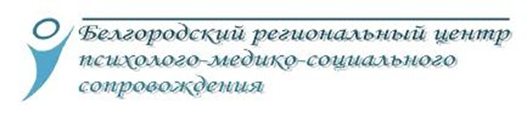 Белгородский региональный центр
психолого-медико-социального
сопровождения